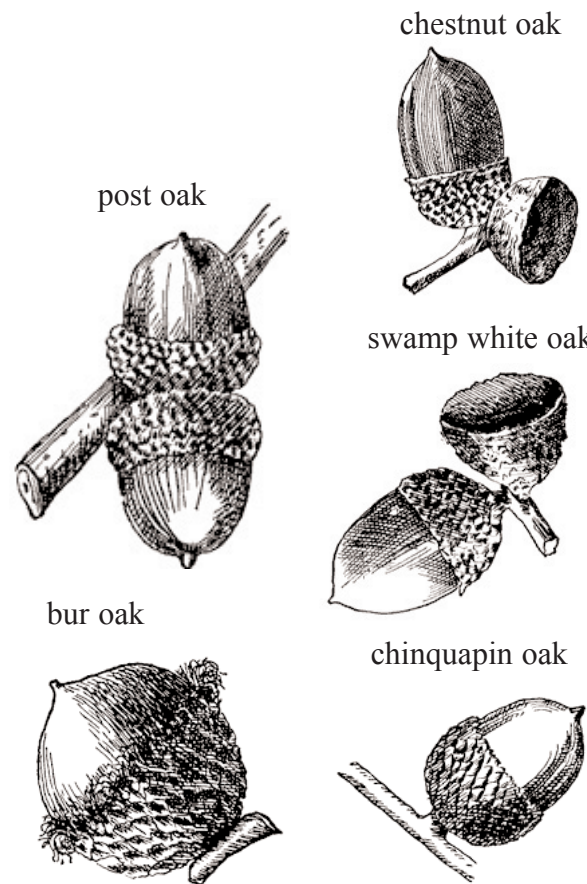 chestnut oak
post oak
swamp white oak
bur oak
chinquapin oak